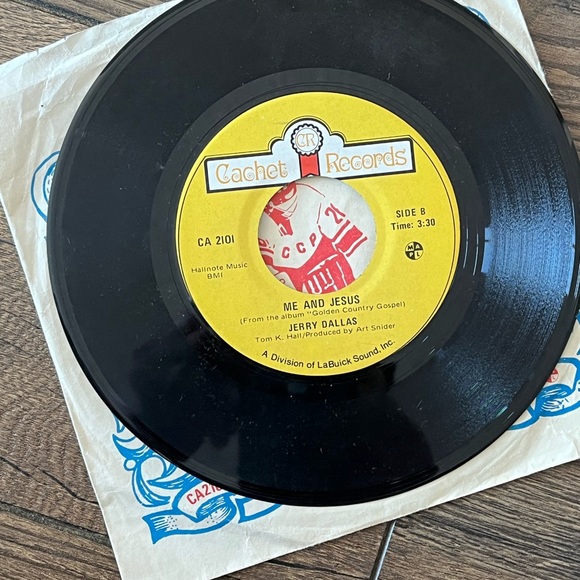 CR
Cachet Records
CA 2101
SIDE B
Time: 3:30
Hallnote Music
BMI
MAPL
CCCP
ME AND JESUS
(From the album "Golden Country Gospel)
JERRY DALLAS
Tom K. Hall/Produced by Art Snider
A Division of LaBuick Sound, Inc.